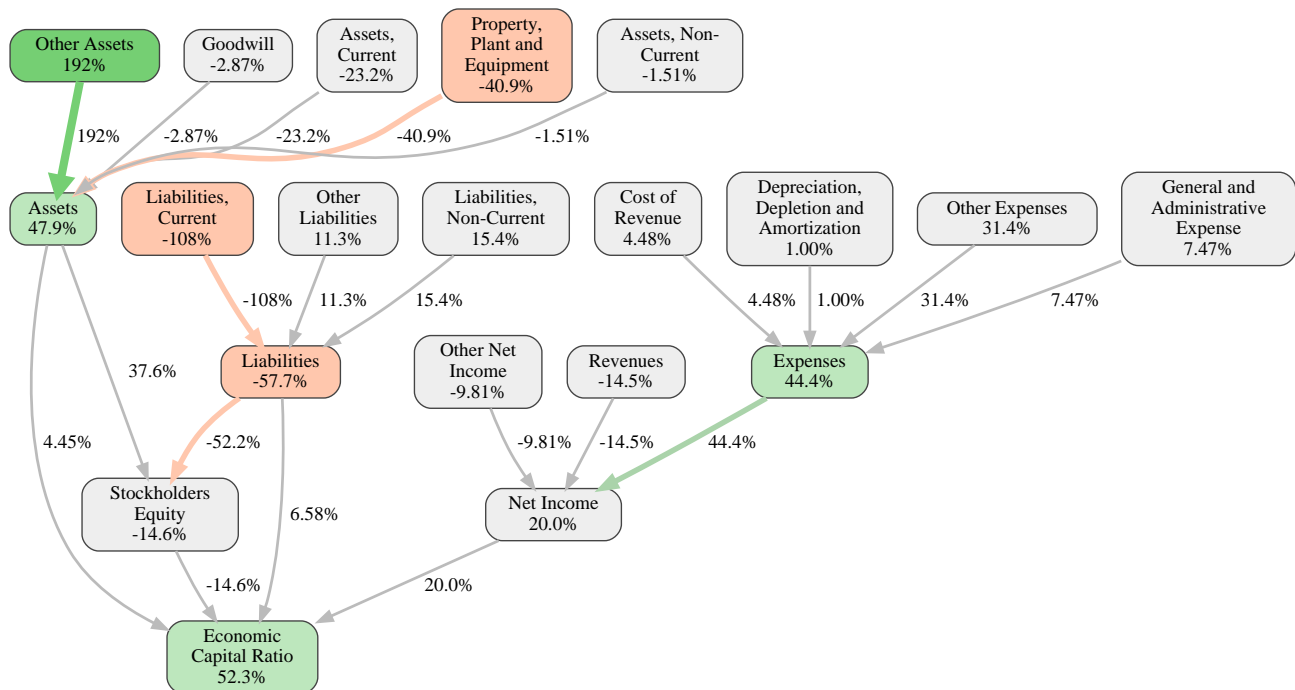 Other Assets
192%
Goodwill
-2.87%
Assets,
Current
-23.2%
Property,
Plant and
Equipment
-40.9%
Assets, Non-
Current
-1.51%
192%
-2.87%
-23.2%
-40.9%
-1.51%
Assets
47.9%
Liabilities,
Current
-108%
Other
Liabilities
11.3%
Liabilities,
Non-Current
15.4%
Cost of
Revenue
4.48%
Depreciation,
Depletion and
Amortization
1.00%
Other Expenses
31.4%
General and
Administrative
Expense
7.47%
-108%
11.3%
15.4%
4.48%
1.00%
31.4%
7.47%
Liabilities
-57.7%
Other Net
Income
-9.81%
Revenues
-14.5%
Expenses
44.4%
37.6%
4.45%
-52.2%
-9.81%
-14.5%
44.4%
Stockholders
Equity
-14.6%
6.58%
Net Income
20.0%
-14.6%
20.0%
Economic
Capital Ratio
52.3%